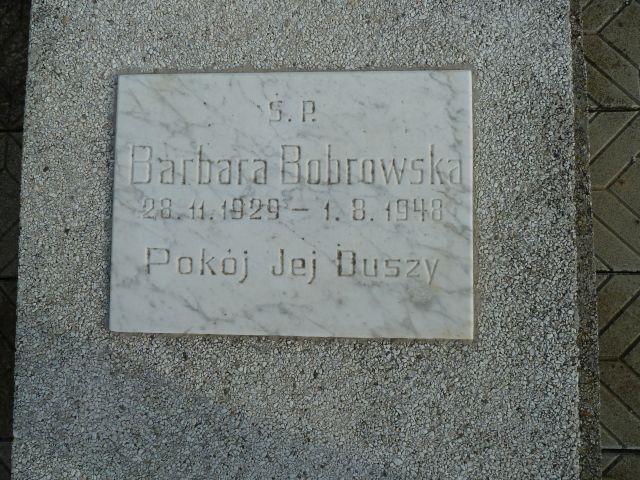 Ś. P.
Barbara Bobrowska
28.11.1929 – 1.8.1948
Pokój Jej Duszy